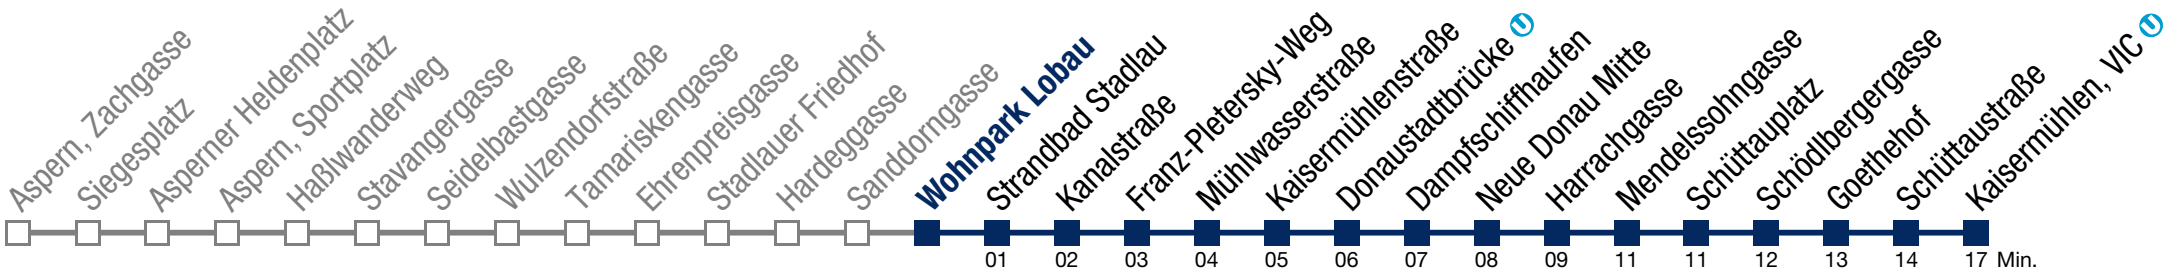 Aspern, Zachgasse
Siegesplatz
Asperner Heldenplatz
Aspern, Sportplatz
Haßlwanderweg
Stavangergasse
Seidelbastgasse
Wulzendorfstraße
Tamariskengasse
Ehrenpreisgasse
Stadlauer Friedhof
Hardeggasse
Sanddorngasse
Wohnpark Lobau
Strandbad Stadlau
Kanalstraße
Franz-Pletersky-Weg
Mühlwasserstraße
Kaisermühlenstraße
Donaustadtbrücke U
Dampfschiffhaufen
Neue Donau Mitte
Harrachgasse
Mendelssohngasse
Schüttauplatz
Schödlbergergasse
Goethehof
Schüttaustraße
Kaisermühlen, VIC U
01 02 03 04 05 06 07 08 09 11 11 12 13 14 17 Min.